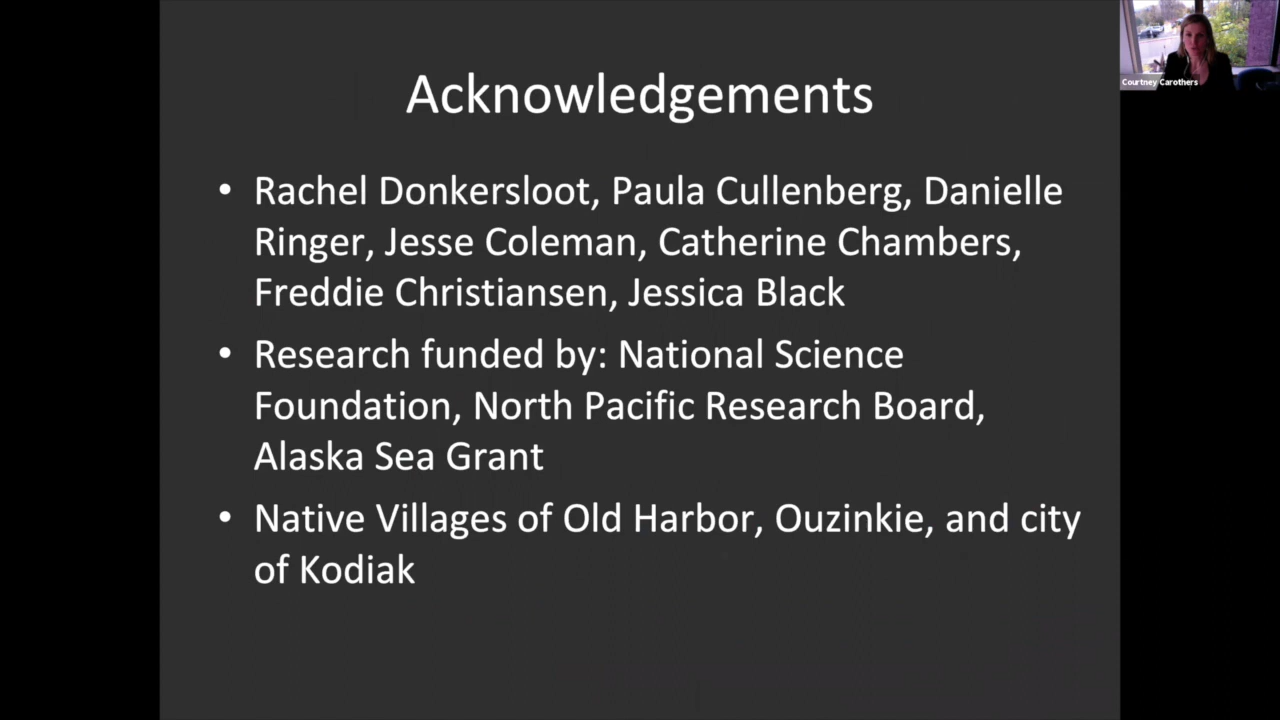 Acknowledgements
• Rachel Donkersloot, Paula Cullenberg, Danielle
Ringer, Jesse Coleman, Catherine Chambers,
Freddie Christiansen, Jessica Black
• Research funded by: National Science
Foundation, North Pacific Research Board,
Alaska Sea Grant
• Native Villages of Old Harbor, Ouzinkie, and city
of Kodiak
Courtney Carothers